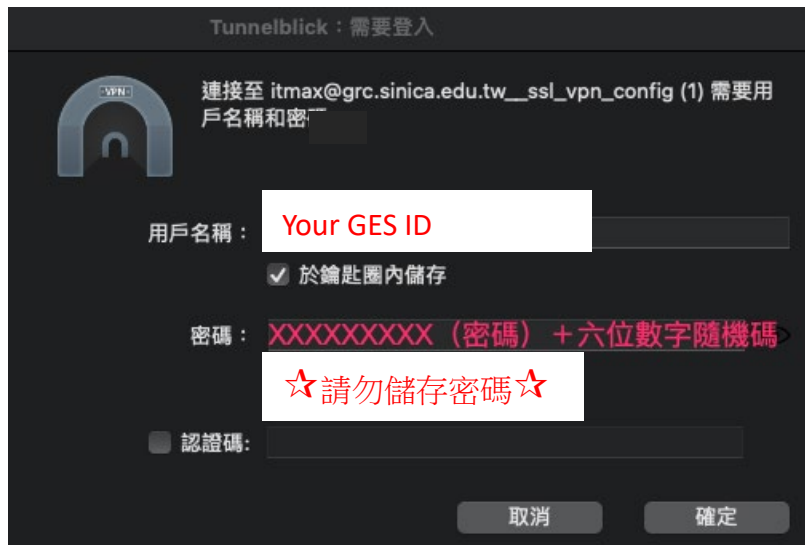 Tunnelblick：需要登入
VPN
連接至 itmax@grc.sinica.edu.tw__ssl_vpn_config (1) 需要用
戶名稱和密
用戶名稱：
Your GES ID
於鑰匙圈內儲存
密碼：
XXXXXXXXX（密碼）＋六位數字隨機碼
☆請勿儲存密碼☆
認證碼:
取消
確定